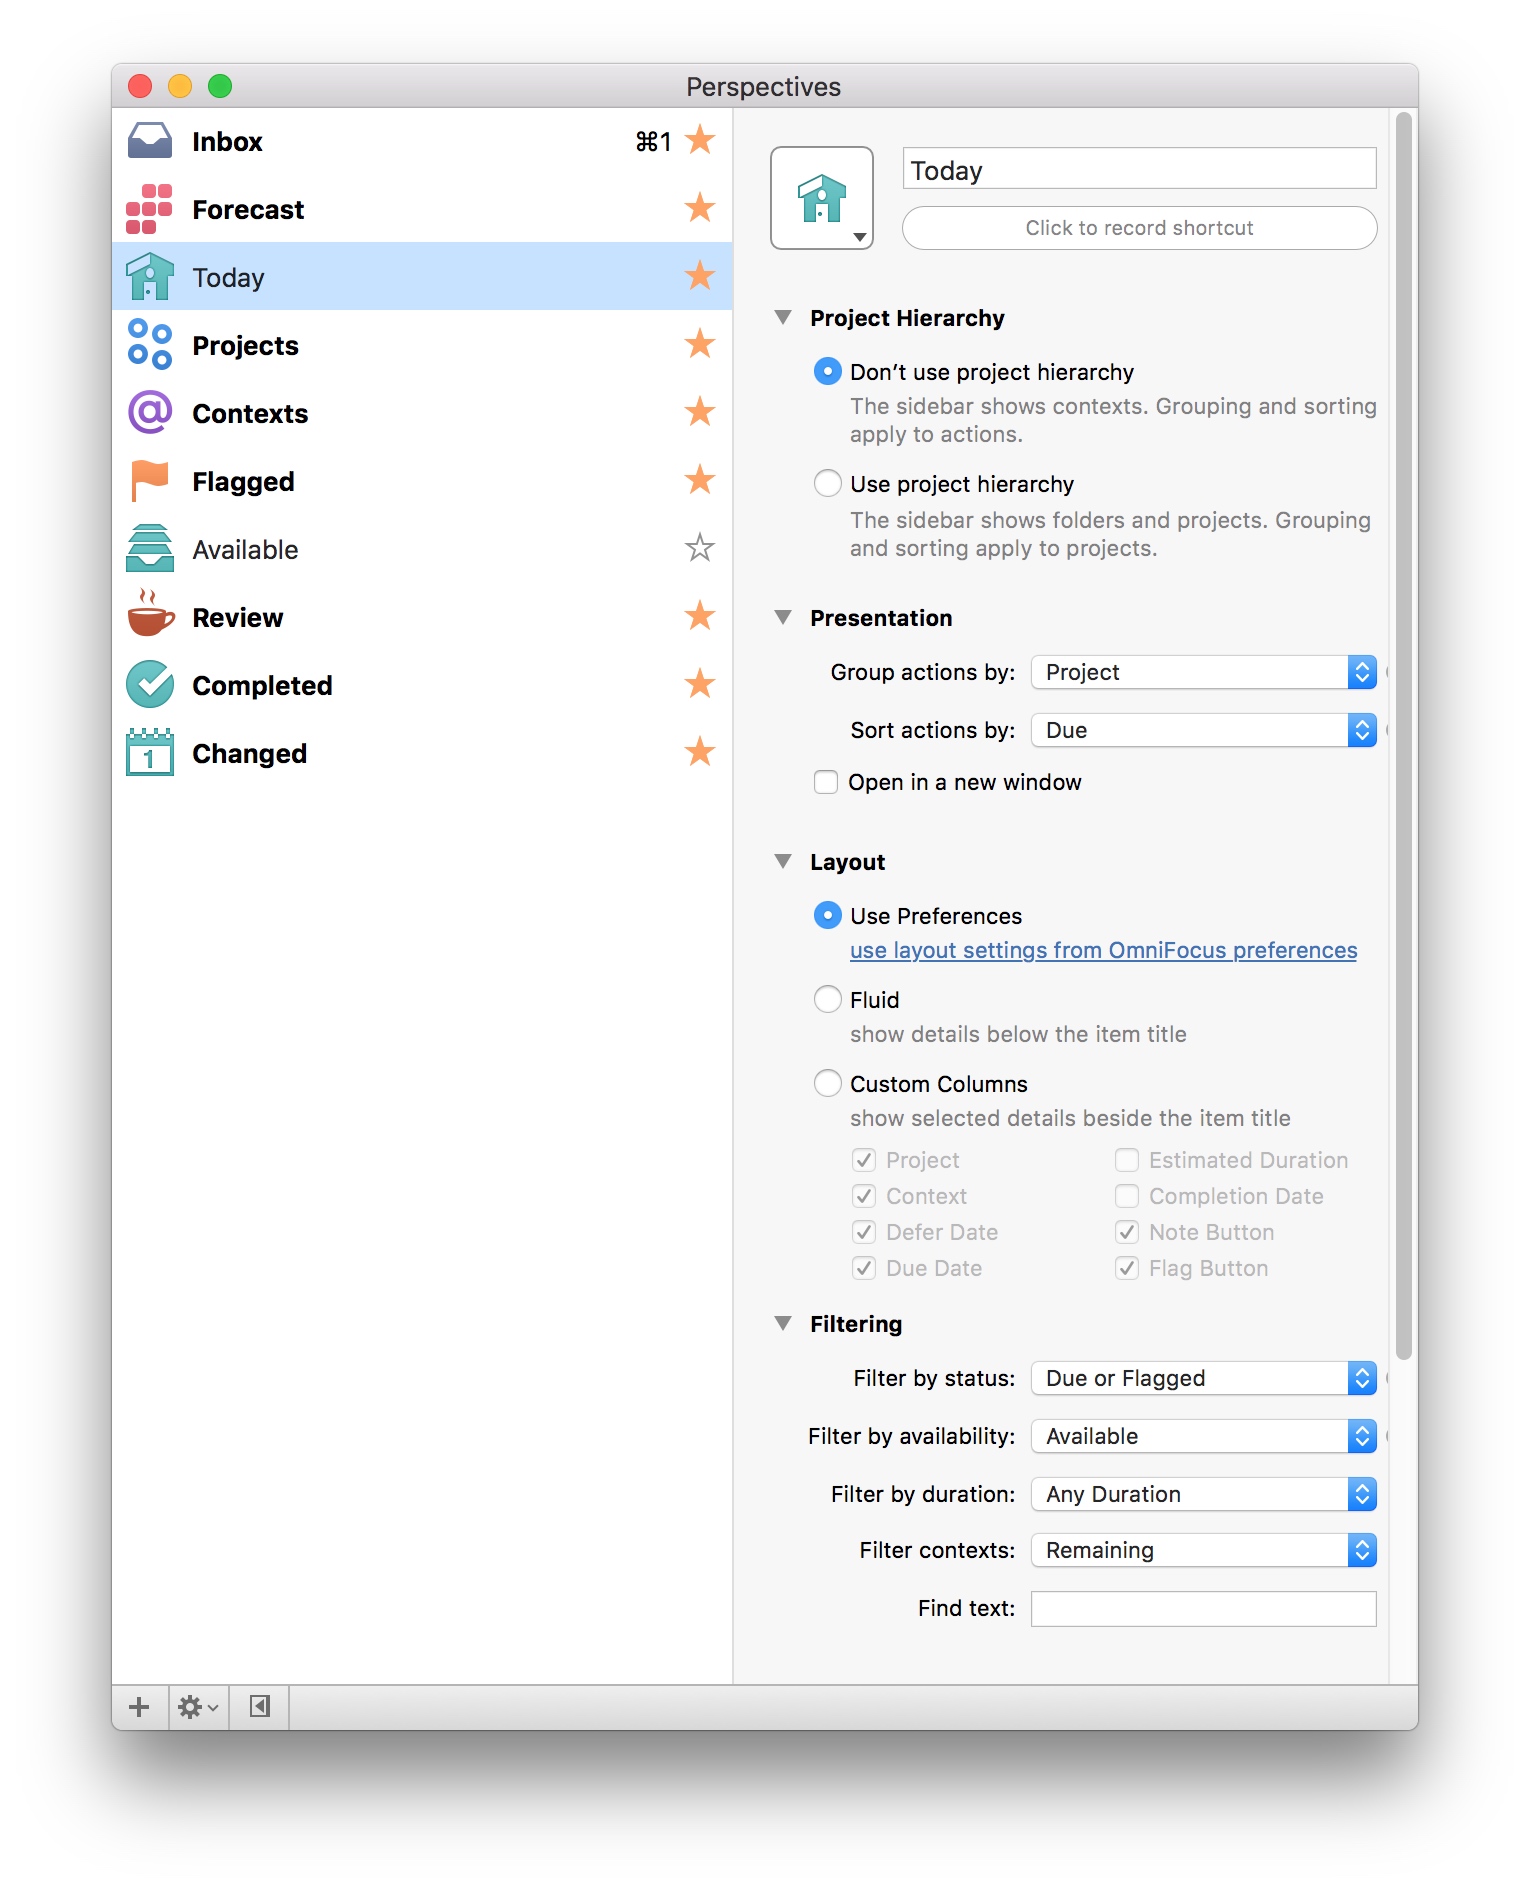 Perspectives
Inbox ⌘1
Forecast
Today
Projects
Contexts
Flagged
Available
Review
Completed
1
Changed
Today
Click to record shortcut
Project Hierarchy
Don’t use project hierarchy
The sidebar shows contexts. Grouping and sorting
apply to actions.
Use project hierarchy
The sidebar shows folders and projects. Grouping
and sorting apply to projects.
Presentation
Group actions by: Project
Sort actions by: Due
Open in a new window
Layout
Use Preferences
use layout settings from OmniFocus preferences
Fluid
show details below the item title
Custom Columns
show selected details beside the item title
Project Estimated Duration
Context Completion Date
Defer Date Note Button
Due Date Flag Button
Filtering
Filter by status: Due or Flagged
Filter by availability: Available
Filter by duration: Any Duration
Filter contexts: Remaining
Find text: